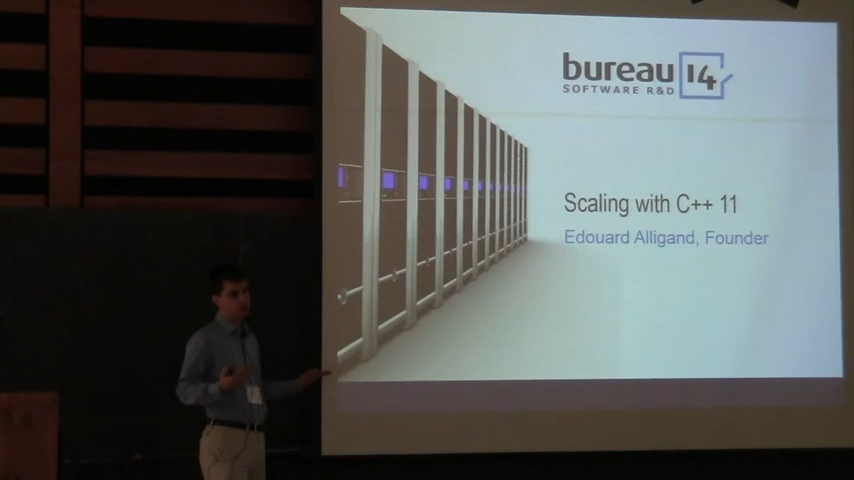 bureau 14
SOFTWARE R&D
Scaling with C++ 11
Edouard Alligand, Founder